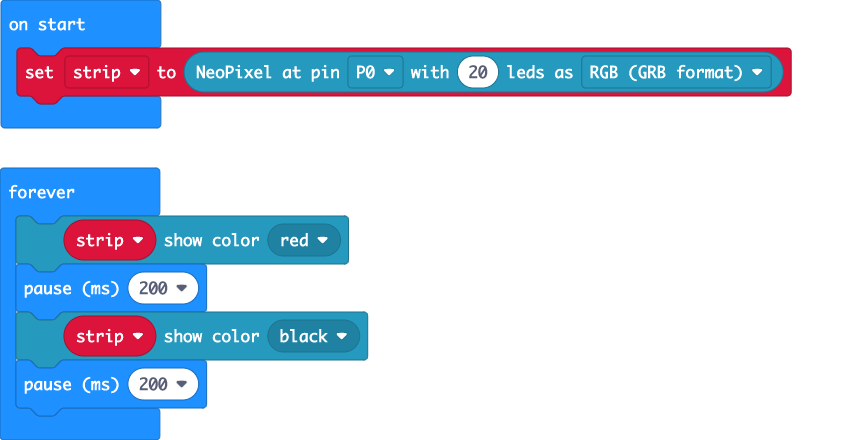 on start
set strip to NeoPixel at pin P0 with 20 leds as RGB (GRB format)
forever
strip show color red
pause (ms) 200
strip show color black
pause (ms) 200